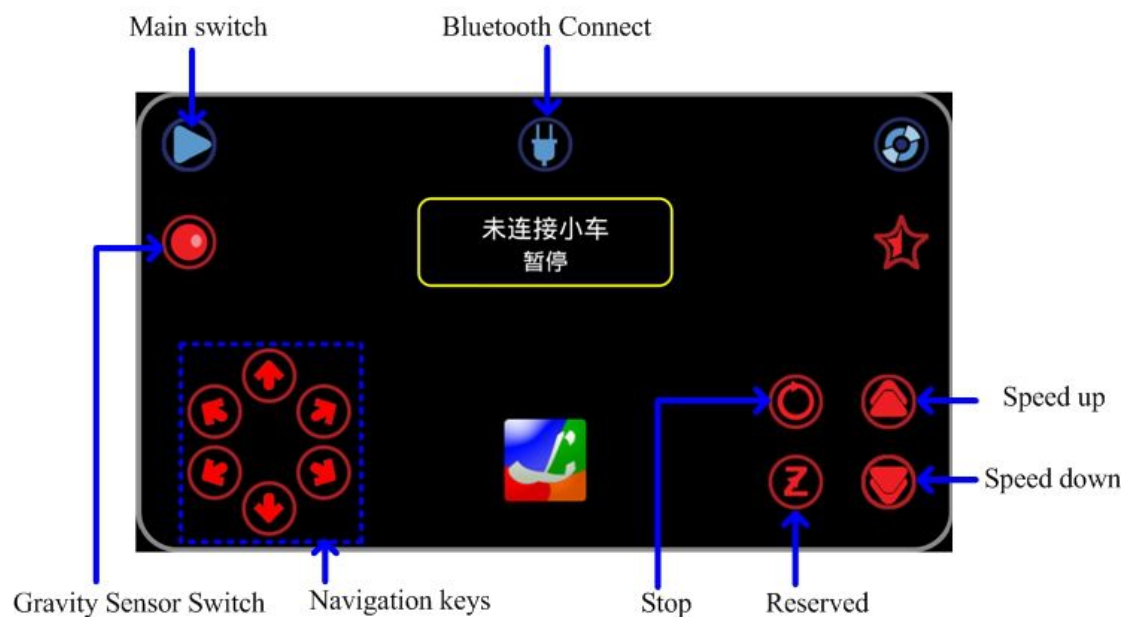 Main switch
Bluetooth Connect
未连接小车
暂停
Speed up
Z
Speed down
Gravity Sensor Switch
Navigation keys
Stop
Reserved